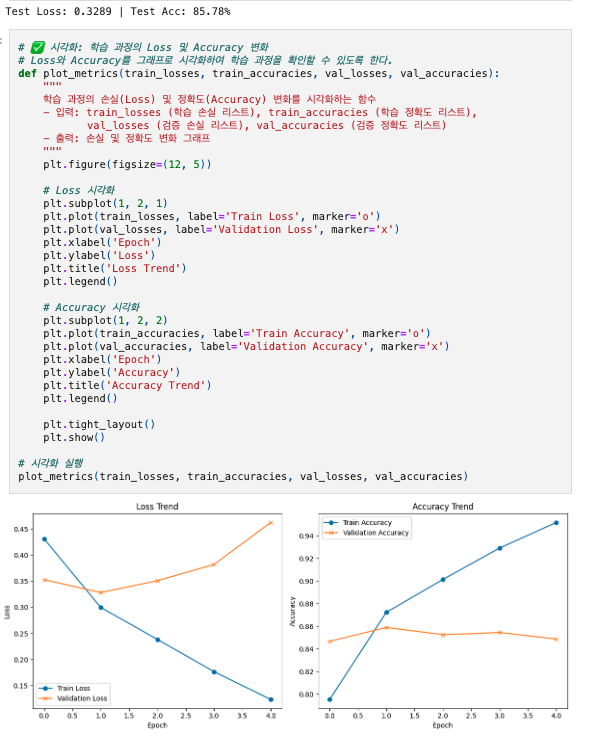 Test Loss: 0.3289 | Test Acc: 85.78%
# ✅ 시각화: 학습 과정의 Loss 및 Accuracy 변화
# Loss와 Accuracy를 그래프로 시각화하여 학습 과정을 확인할 수 있도록 한다.
def plot_metrics(train_losses, train_accuracies, val_losses, val_accuracies):
    """
    학습 과정의 손실(Loss) 및 정확도(Accuracy) 변화를 시각화하는 함수
    - 입력: train_losses (학습 손실 리스트), train_accuracies (학습 정확도 리스트),
           val_losses (검증 손실 리스트), val_accuracies (검증 정확도 리스트)
    - 출력: 손실 및 정확도 변화 그래프
    """
    plt.figure(figsize=(12, 5))

    # Loss 시각화
    plt.subplot(1, 2, 1)
    plt.plot(train_losses, label='Train Loss', marker='o')
    plt.plot(val_losses, label='Validation Loss', marker='x')
    plt.xlabel('Epoch')
    plt.ylabel('Loss')
    plt.title('Loss Trend')
    plt.legend()

    # Accuracy 시각화
    plt.subplot(1, 2, 2)
    plt.plot(train_accuracies, label='Train Accuracy', marker='o')
    plt.plot(val_accuracies, label='Validation Accuracy', marker='x')
    plt.xlabel('Epoch')
    plt.ylabel('Accuracy')
    plt.title('Accuracy Trend')
    plt.legend()

    plt.tight_layout()
    plt.show()

# 시각화 실행
plot_metrics(train_losses, train_accuracies, val_losses, val_accuracies)
Loss Trend
0.45
0.40
0.35
0.30
0.25
0.20
0.15
Loss
Train Loss
Validation Loss
0.0 0.5 1.0 1.5 2.0 2.5 3.0 3.5 4.0
Epoch
Accuracy Trend
Train Accuracy
Validation Accuracy
0.94
0.92
0.90
0.88
0.86
0.84
0.82
0.80
Accuracy
0.0 0.5 1.0 1.5 2.0 2.5 3.0 3.5 4.0
Epoch